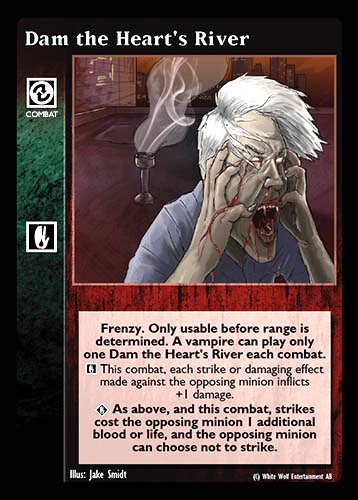 Dam the Heart's River
COMBAT
Frenzy. Only usable before range is
determined. A vampire can play only
one Dam the Heart's River each combat.
This combat, each strike or damaging effect
made against the opposing minion inflicts
+1 damage.
As above, and this combat, strikes
cost the opposing minion 1 additional
blood or life, and the opposing minion
can choose not to strike.
Illus: Jake Smidt
(C) White Wolf Entertainment AB